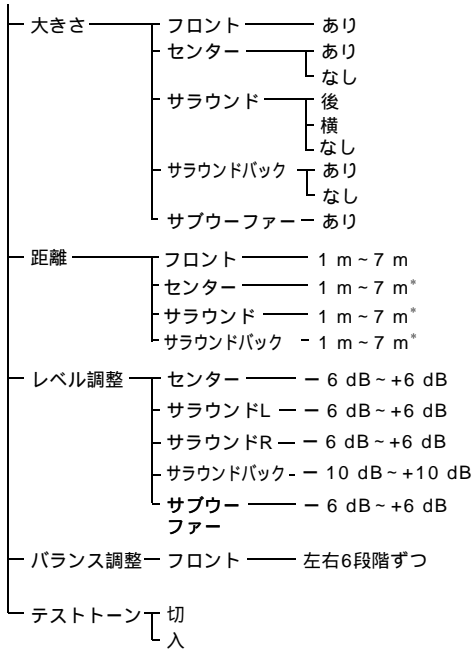 大きさ フロント あり
センター あり
なし
サラウンド 後
横
なし
サラウンドバック あり
なし
サブウーファー あり
距離 フロント 1 m~7 m
センター 1 m~7 m*
サラウンド 1 m~7 m*
サラウンドバック 1 m~7 m*
レベル調整 センター －6 dB~+6 dB
サラウンドL －6 dB~+6 dB
サラウンドR －6 dB~+6 dB
サラウンドバック －10 dB~+10 dB
サブウー －6 dB~+6 dB
ファー
バランス調整 フロント 左右6段階ずつ
テストトーン 切
入